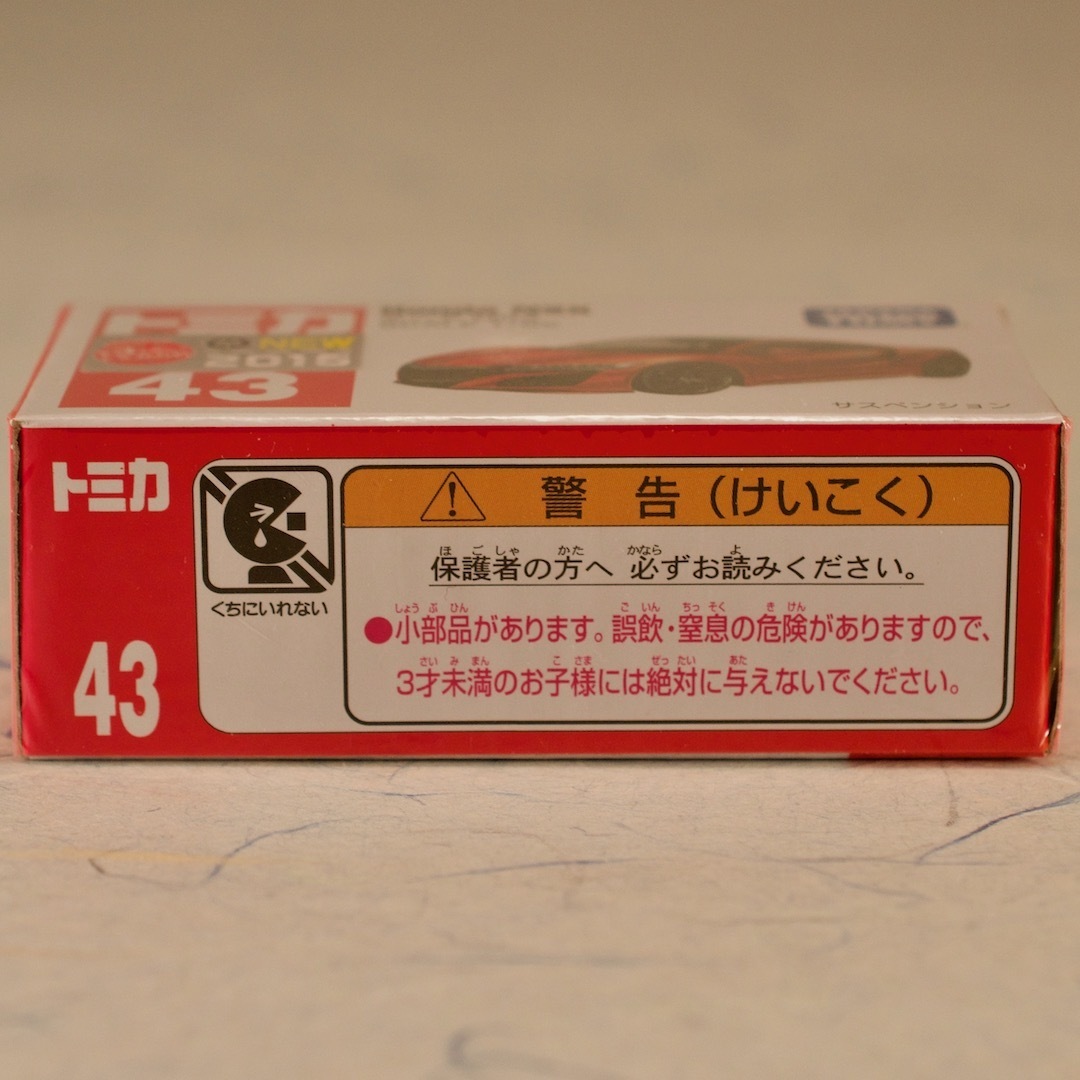 トミカ
NEW
2015
43
サスペンション
トミカ
43
くちにいれない
警告(けいこく)
ほごしゃ かた かなら よ
保護者の方へ 必ずお読みください。
しょうぶひん ごいん ちっそく きけん
●小部品があります。誤飲・窒息の危険がありますので、
さいみまん こさま ぜったい あた
3才未満のお子様には絶対に与えないでください。